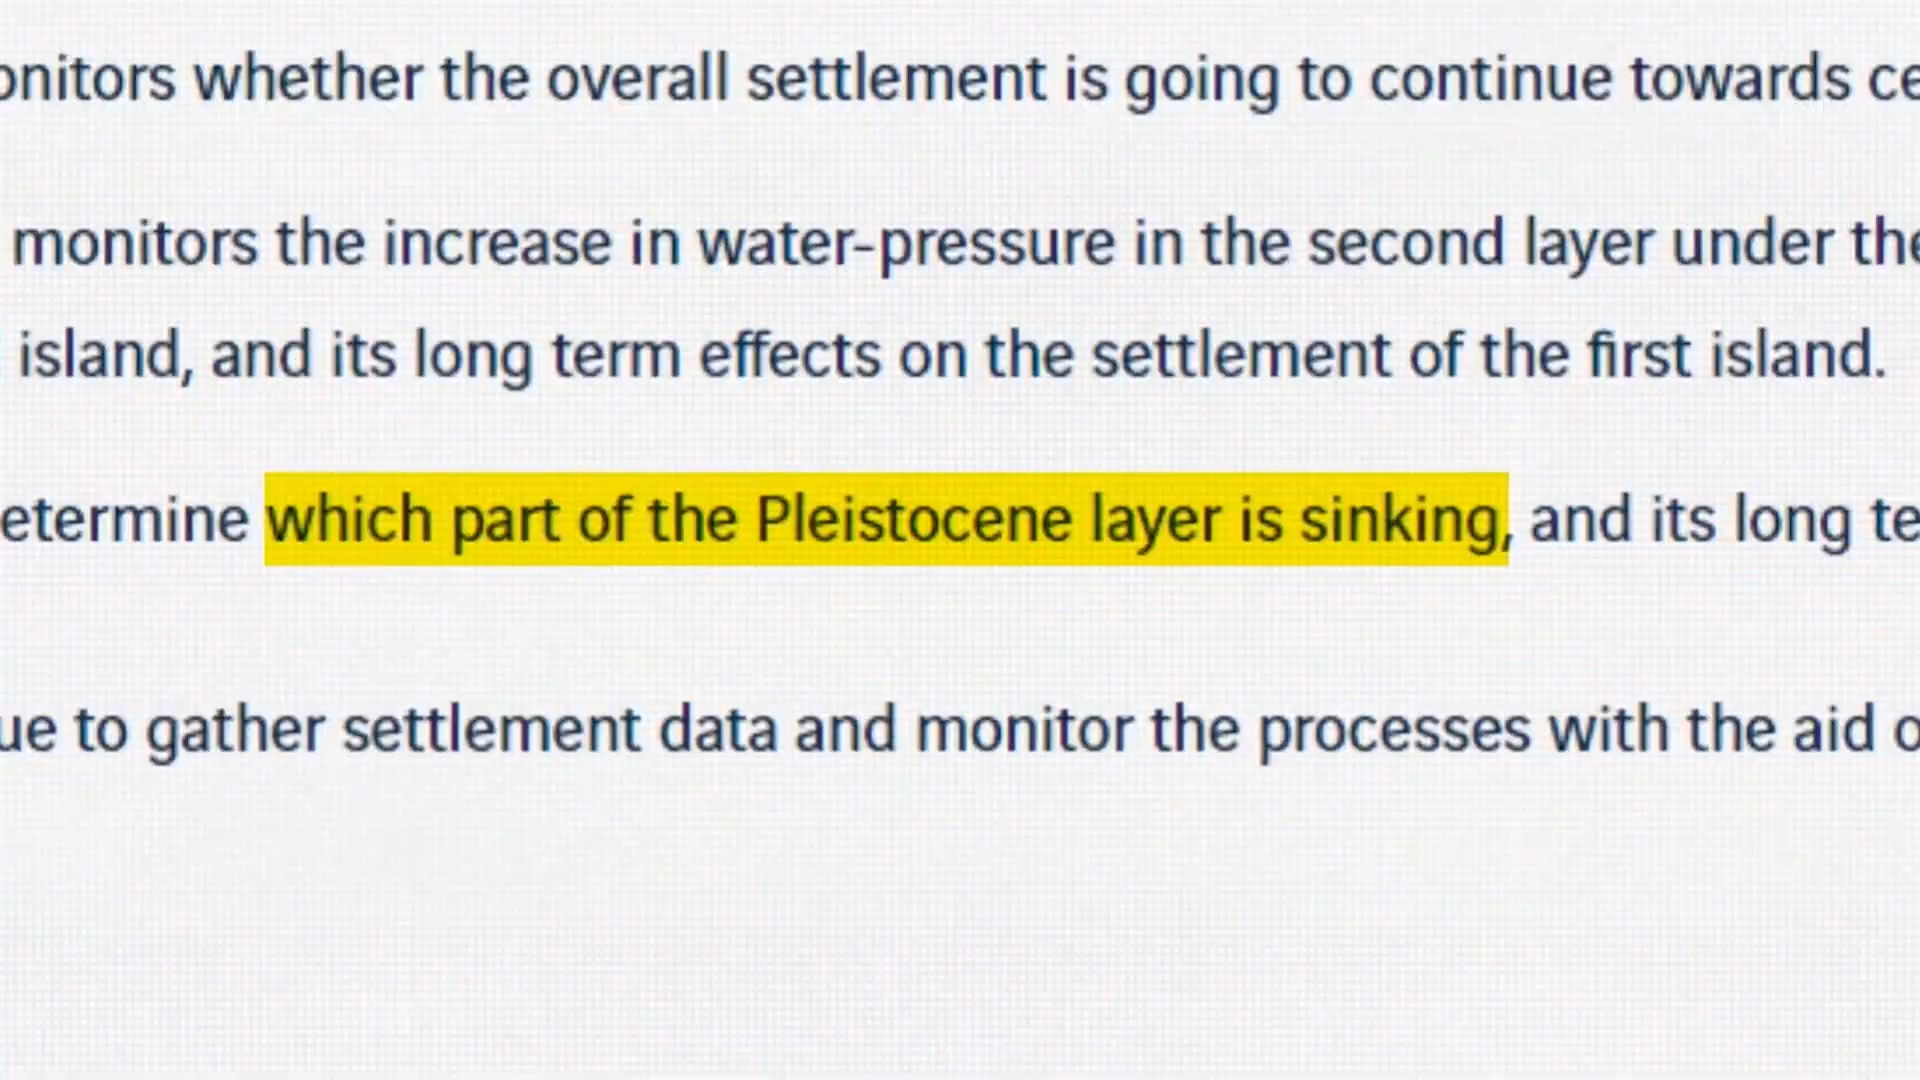 onitors whether the overall settlement is going to continue towards ce
monitors the increase in water-pressure in the second layer under the
island, and its long term effects on the settlement of the first island.
etermine which part of the Pleistocene layer is sinking, and its long te
ue to gather settlement data and monitor the processes with the aid o